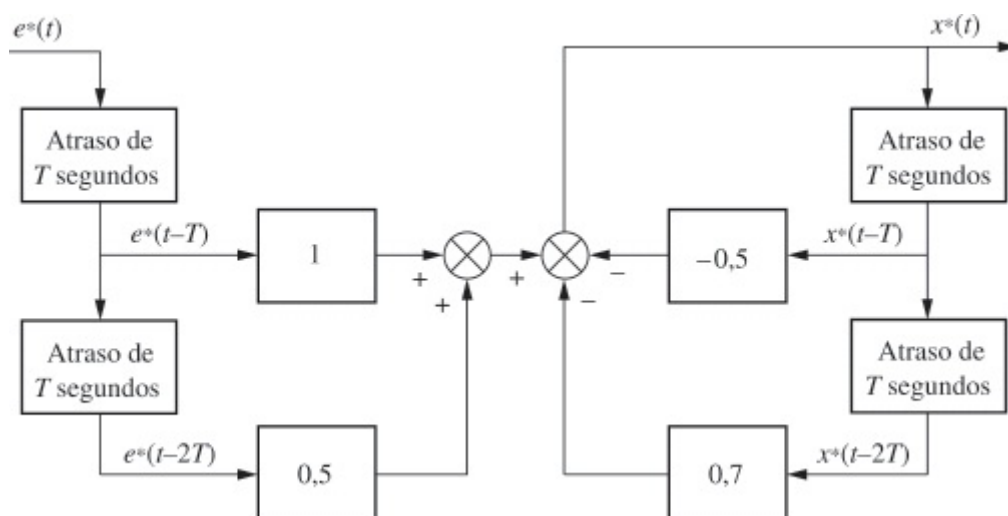 e*(t)
x*(t)
Atraso de
T segundos
Atraso de
T segundos
e*(t–T)
1
+
+
+
–
–
–0,5
x*(t–T)
Atraso de
T segundos
Atraso de
T segundos
e*(t–2T)
0,5
0,7
x*(t–2T)